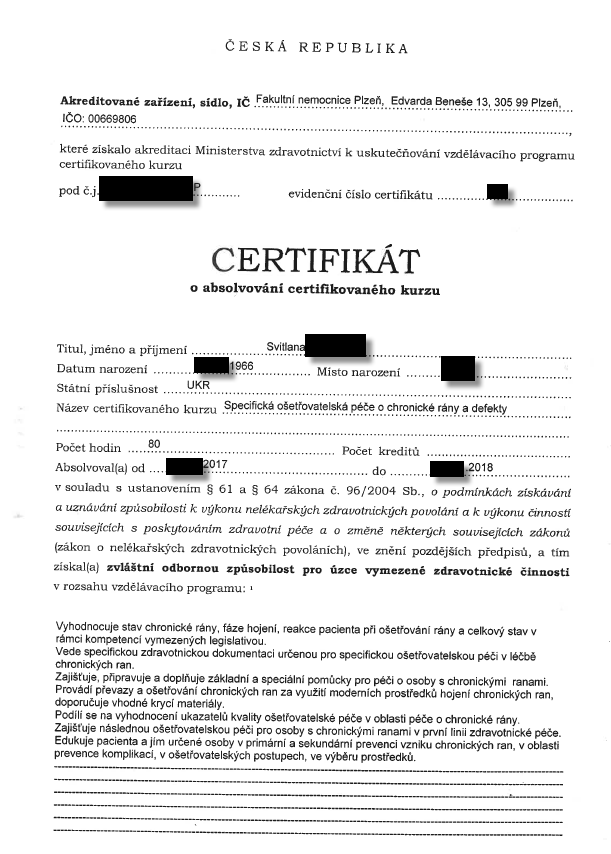 ČESKÁ REPUBLIKA
Akreditované zařízení, sídlo, IČ Fakultní nemocnice Plzeň, Edvarda Beneše 13, 305 99 Plzeň,
IČO: 00669806 ,
které získalo akreditaci Ministerstva zdravotnictví k uskutečňování vzdělávacího programu
certifikovaného kurzu
pod č.j. P evidenční číslo certifikátu
CERTIFIKÁT
o absolvování certifikovaného kurzu
Titul, jméno a příjmení Svitlana
Datum narození 1966 Místo narození
Státní příslušnost UKR
Název certifikovaného kurzu Specifická ošetřovatelská péče o chronické rány a defekty
Počet hodin 80 Počet kreditů
Absolvoval(a) od 2017 do 2018
v souladu s ustanovením § 61 a § 64 zákona č. 96/2004 Sb., o podmínkách získávání
a uznávání způsobilosti k výkonu nelékařských zdravotnických povolání a k výkonu činností
souvisejících s poskytováním zdravotní péče a o změně některých souvisejících zákonů
(zákon o nelékařských zdravotnických povoláních), ve znění pozdějších předpisů, a tím
získal(a) zvláštní odbornou způsobilost pro úzce vymezené zdravotnické činnosti
v rozsahu vzdělávacího programu: ¹
Vyhodnocuje stav chronické rány, fáze hojení, reakce pacienta při ošetřování rány a celkový stav v
rámci kompetencí vymezených legislativou.
Vede specifickou zdravotnickou dokumentaci určenou pro specifickou ošetřovatelskou péči v léčbě
chronických ran.
Zajišťuje, připravuje a doplňuje základní a speciální pomůcky pro péči o osoby s chronickými ranami.
Provádí převazy a ošetřování chronických ran za využití moderních prostředků hojení chronických ran,
doporučuje vhodné krycí materiály.
Podílí se na vyhodnocení ukazatelů kvality ošetřovatelské péče v oblasti péče o chronické rány.
Zajišťuje následnou ošetřovatelskou péči pro osoby s chronickými ranami v první linii zdravotnické péče.
Edukuje pacienta a jím určené osoby v primární a sekundární prevenci vzniku chronických ran, v oblasti
prevence komplikací, v ošetřovatelských postupech, ve výběru prostředků.